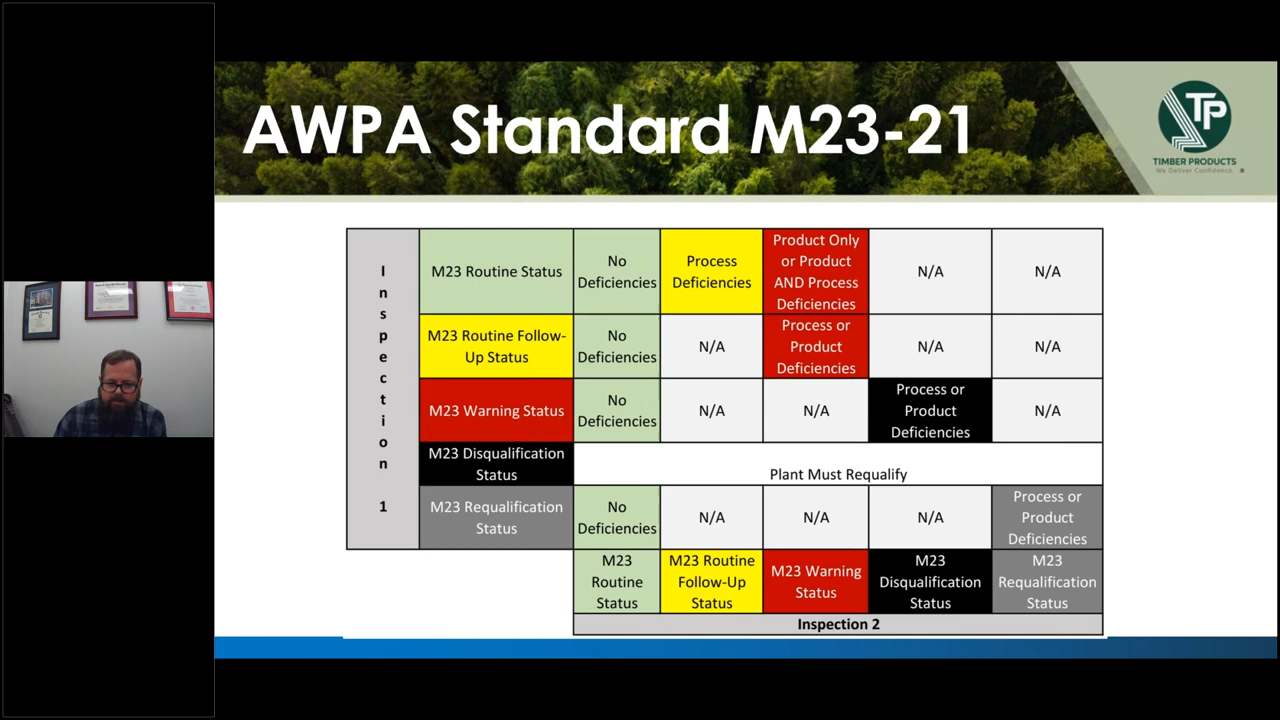 AWPA Standard M23-21
TP
TIMBER PRODUCTS
We Deliver Confidence.
Inspection 1
M23 Routine Status
No
Deficiencies
Process
Deficiencies
Product Only
or Product
AND Process
Deficiencies
N/A
N/A
M23 Routine Follow-
Up Status
No
Deficiencies
N/A
Process or
Product
Deficiencies
N/A
N/A
M23 Warning Status
No
Deficiencies
N/A
N/A
Process or
Product
Deficiencies
N/A
M23 Disqualification
Status
Plant Must Requalify
M23 Requalification
Status
No
Deficiencies
N/A
N/A
N/A
Process or
Product
Deficiencies
M23
Routine
Status
M23 Routine
Follow-Up
Status
M23 Warning
Status
M23
Disqualification
Status
M23
Requalification
Status
Inspection 2